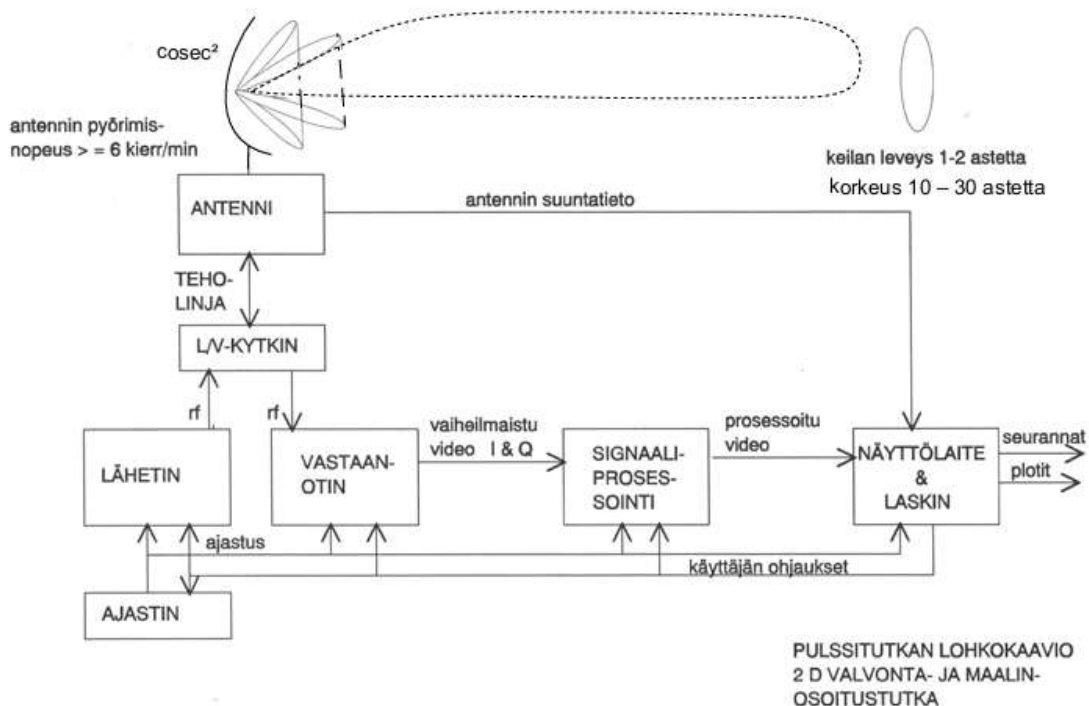 cosec²
antennin pyörimis-
nopeus > = 6 kierr/min
keilan leveys 1-2 astetta
korkeus 10 – 30 astetta
ANTENNI
antennin suuntatieto
TEHO-
LINJA
L/V-KYTKIN
rf
rf
vaiheilmaistu
video I & Q
prosessoitu
video
LÄHETIN
VASTAAN-
OTIN
SIGNAALI-
PROSES-
SOINTI
NÄYTTÖLAITE
&
LASKIN
seurannat
plotit
ajastus
käyttäjän ohjaukset
AJASTIN
PULSSITUTKAN LOHKOKAAVIO
2 D VALVONTA- JA MAALIN-
OSOITUSTUTKA